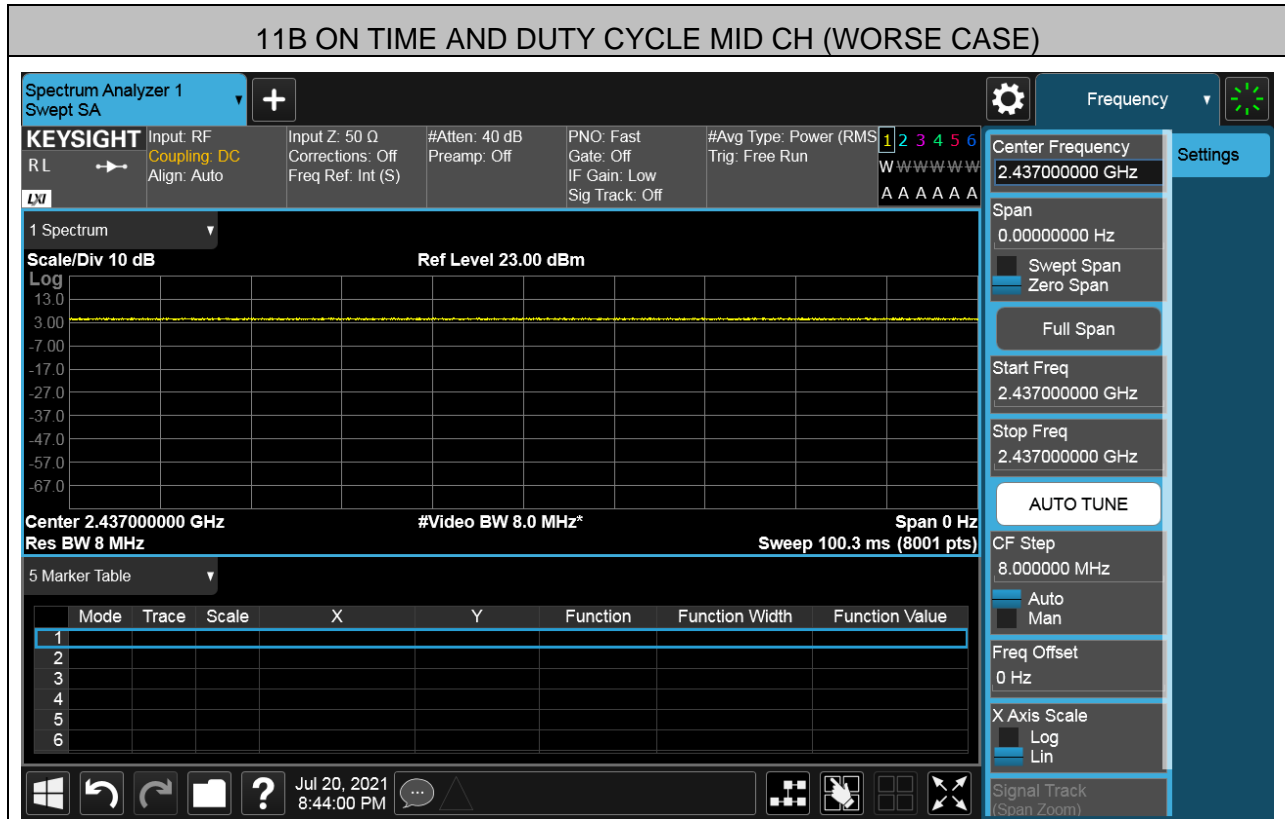 11B ON TIME AND DUTY CYCLE MID CH (WORSE CASE)
Spectrum Analyzer 1
Swept SA
Frequency
KEYSIGHT
RL
LXI
Input: RF
Coupling: DC
Align: Auto
Input Z: 50 Ω
Corrections: Off
Freq Ref: Int (S)
#Atten: 40 dB
Preamp: Off
PNO: Fast
Gate: Off
IF Gain: Low
Sig Track: Off
#Avg Type: Power (RMS
Trig: Free Run
1 2 3 4 5 6
W W W W W W
A A A A A A
1 Spectrum
Scale/Div 10 dB
Ref Level 23.00 dBm
Log
13.0
3.00
-7.00
-17.0
-27.0
-37.0
-47.0
-57.0
-67.0
Center 2.437000000 GHz
#Video BW 8.0 MHz*
Span 0 Hz
Res BW 8 MHz
Sweep 100.3 ms (8001 pts)
5 Marker Table
Mode Trace Scale X Y Function Function Width Function Value
1
2
3
4
5
6
Jul 20, 2021
8:44:00 PM
Center Frequency
2.437000000 GHz
Settings
Span
0.00000000 Hz
Swept Span
Zero Span
Full Span
Start Freq
2.437000000 GHz
Stop Freq
2.437000000 GHz
AUTO TUNE
CF Step
8.000000 MHz
Auto
Man
Freq Offset
0 Hz
X Axis Scale
Log
Lin
Signal Track
(Span Zoom)